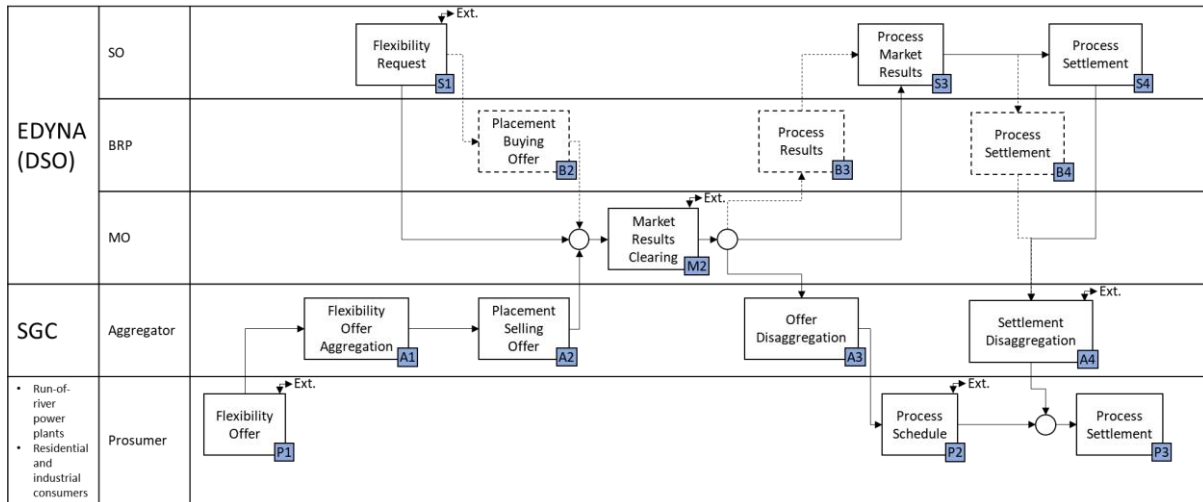 EDYNA
(DSO)
SO
Flexibility
Request
S1
Ext.
Process
Market
Results
S3
Process
Settlement
S4
BRP
Placement
Buying
Offer
B2
Process
Results
B3
Process
Settlement
B4
MO
Market
Results
Clearing
M2
Ext.
SGC
Aggregator
Flexibility
Offer
Aggregation
A1
Placement
Selling
Offer
A2
Offer
Disaggregation
A3
Settlement
Disaggregation
A4
Ext.
• Run-of-
river
power
plants
• Residential
and
industrial
consumers
Prosumer
Flexibility
Offer
P1
Ext.
Process
Schedule
P2
Ext.
Process
Settlement
P3